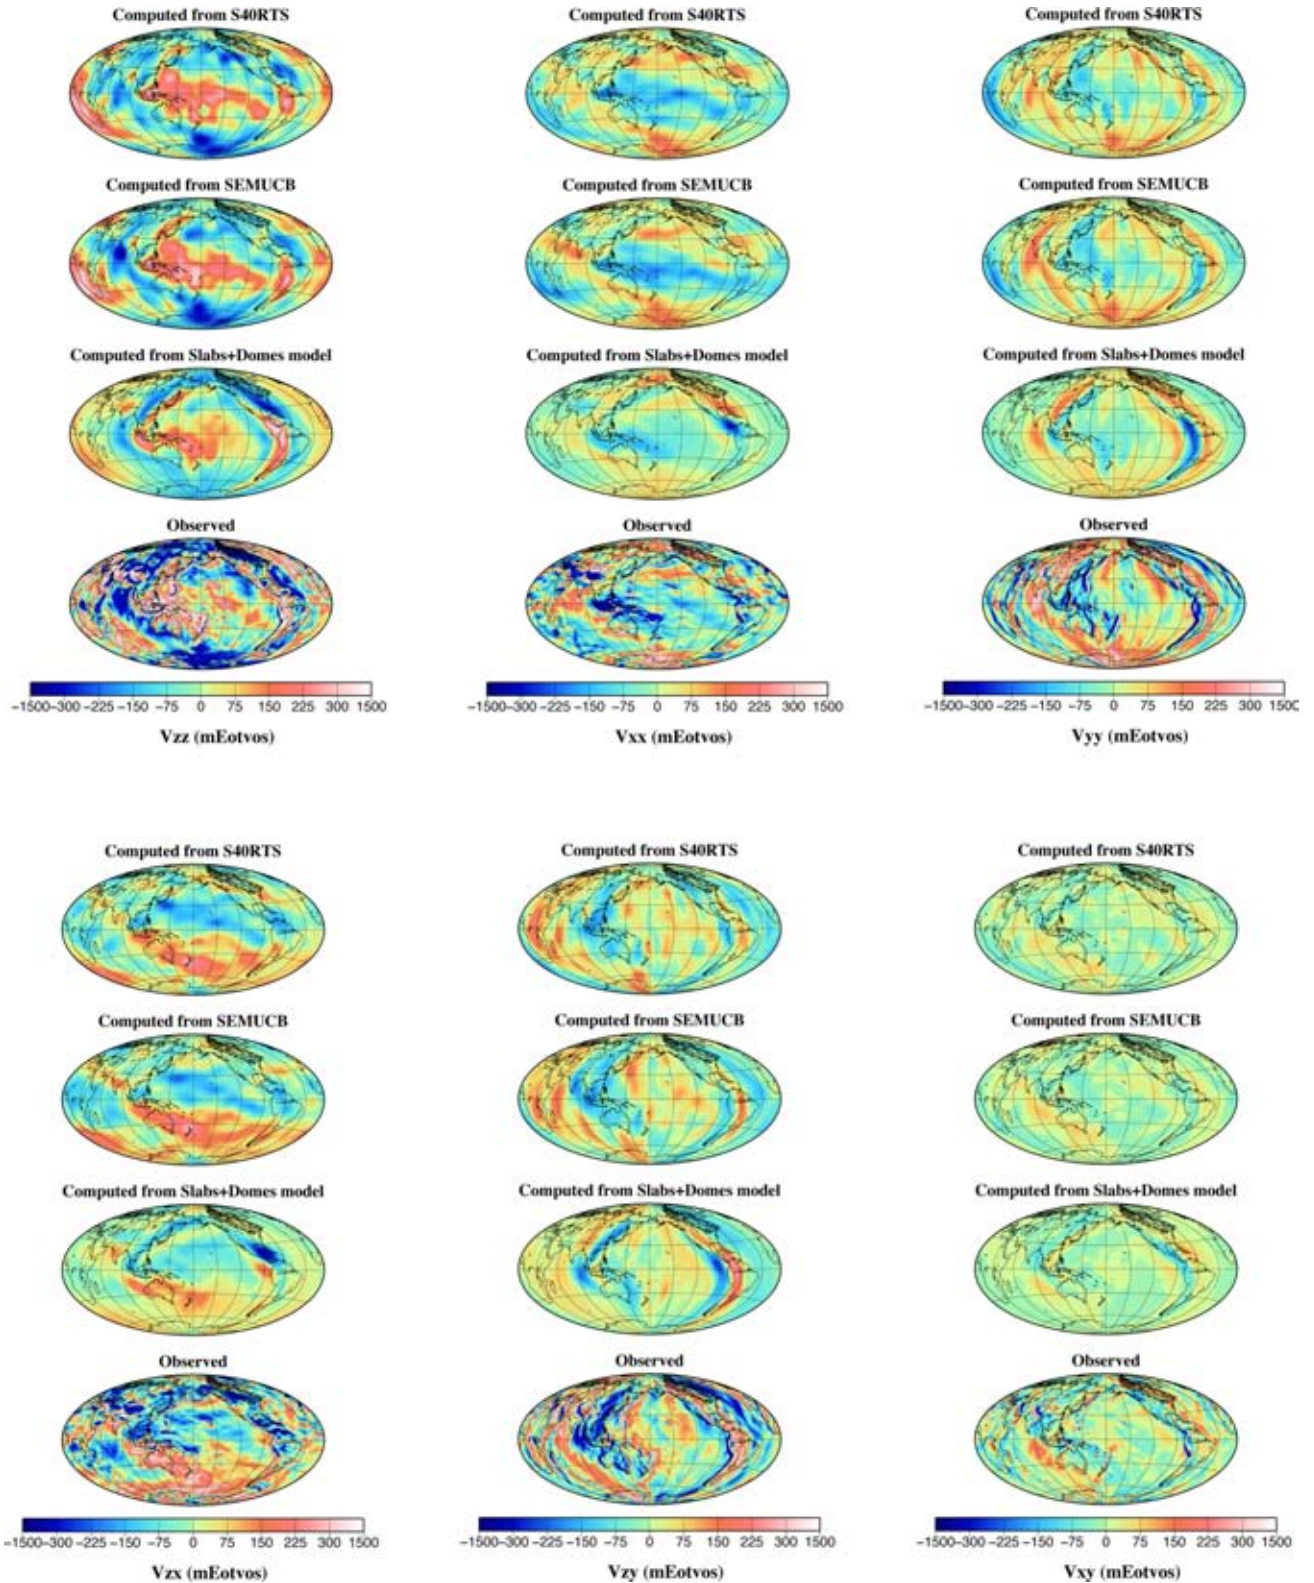 Computed from S40RTS
Computed from S40RTS
Computed from S40RTS
Computed from SEMUCB
Computed from SEMUCB
Computed from SEMUCB
Computed from Slabs+Domes model
Computed from Slabs+Domes model
Computed from Slabs+Domes model
Observed
Observed
Observed
−1500−300 −225 −150 −75 0 75 150 225 300 1500
−1500−300 −225 −150 −75 0 75 150 225 300 1500
−1500−300 −225 −150 −75 0 75 150 225 300 1500
Vzz (mEotvos)
Vxx (mEotvos)
Vyy (mEotvos)
Computed from S40RTS
Computed from S40RTS
Computed from S40RTS
Computed from SEMUCB
Computed from SEMUCB
Computed from SEMUCB
Computed from Slabs+Domes model
Computed from Slabs+Domes model
Computed from Slabs+Domes model
Observed
Observed
Observed
−1500−300 −225 −150 −75 0 75 150 225 300 1500
−1500−300 −225 −150 −75 0 75 150 225 300 1500
−1500−300 −225 −150 −75 0 75 150 225 300 1500
Vzx (mEotvos)
Vzy (mEotvos)
Vxy (mEotvos)